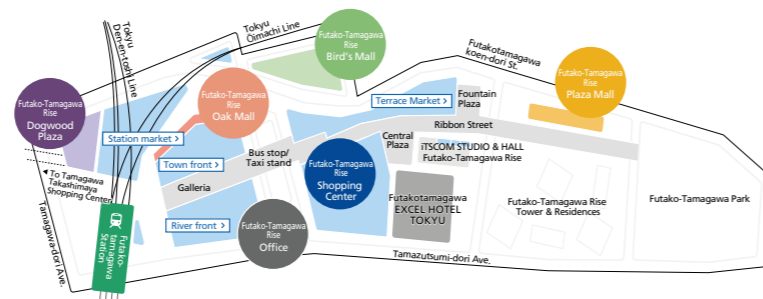 Tokyu
Den-en-toshi Line
Tokyu
Ōimachi Line
Futako-Tamagawa
Rise
Bird's Mall
Futakotamagawa
koen-dori St.
Futako-Tamagawa
Rise
Plaza Mall
Futako-Tamagawa
Rise
Dogwood
Plaza
Futako-Tamagawa
Rise
Oak Mall
Terrace Market >
Fountain
Plaza
Station market >
Ribbon Street
Central
Plaza
iTSCOM STUDIO & HALL
Futako-Tamagawa Rise
Bus stop/
Taxi stand
Town front >
Futako-Tamagawa
Rise
Shopping
Center
Galleria
◀ To Tamagawa
Takashimaya
Shopping Center
Futakotamagawa
EXCEL HOTEL
TOKYU
Futako-Tamagawa Rise
Tower & Residences
Futako-Tamagawa Park
River front >
Futako-Tamagawa
Rise
Office
Tamagawa-dori Ave.
Futako-
tamagawa
Station
Tamazutsumi-dori Ave.